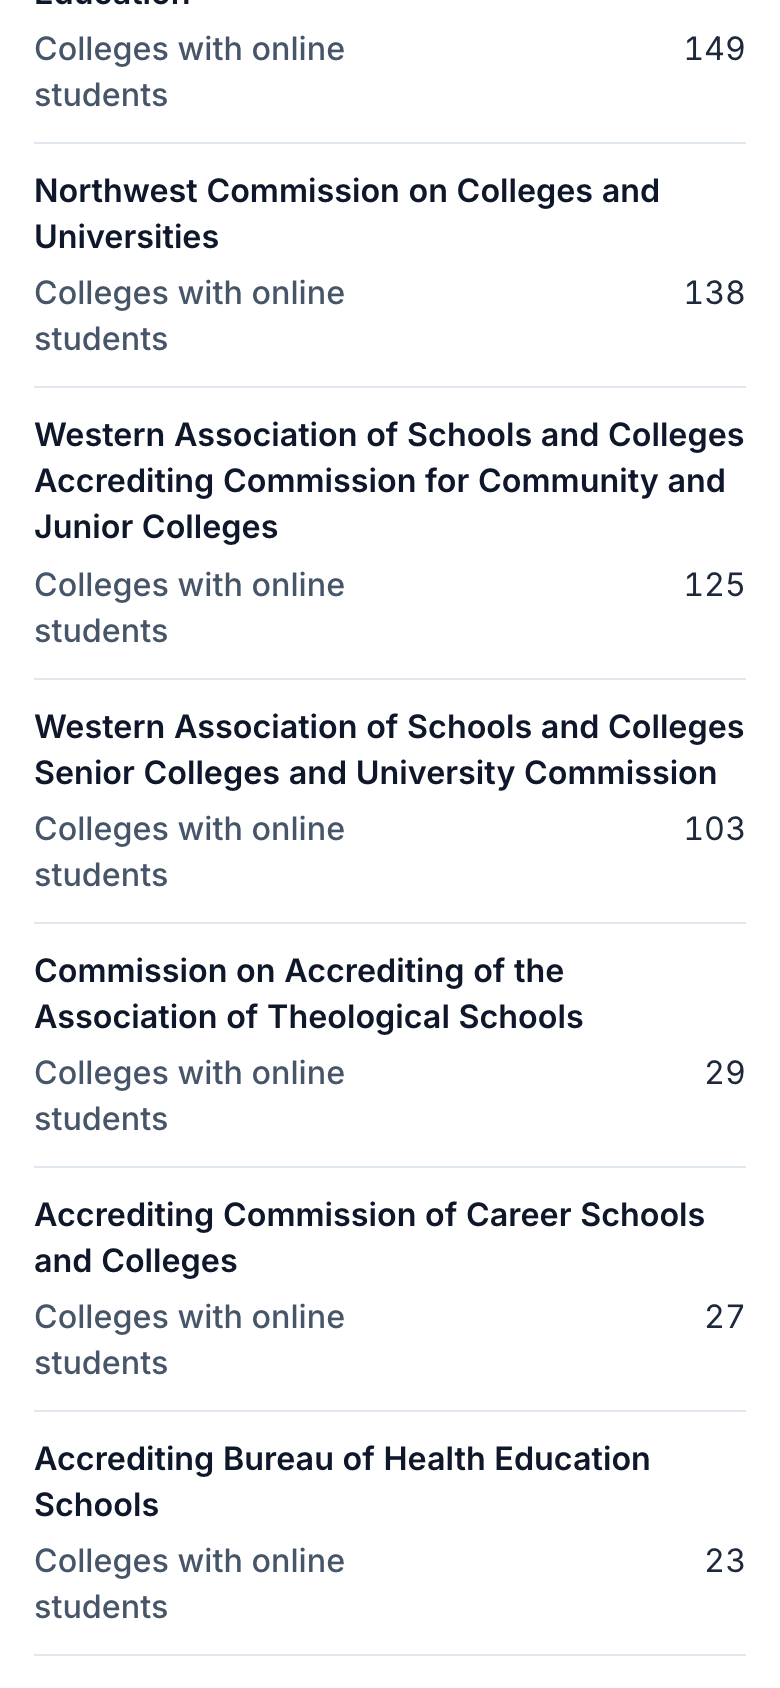 Education
Colleges with online 149
students
Northwest Commission on Colleges and
Universities
Colleges with online 138
students
Western Association of Schools and Colleges
Accrediting Commission for Community and
Junior Colleges
Colleges with online 125
students
Western Association of Schools and Colleges
Senior Colleges and University Commission
Colleges with online 103
students
Commission on Accrediting of the
Association of Theological Schools
Colleges with online 29
students
Accrediting Commission of Career Schools
and Colleges
Colleges with online 27
students
Accrediting Bureau of Health Education
Schools
Colleges with online 23
students